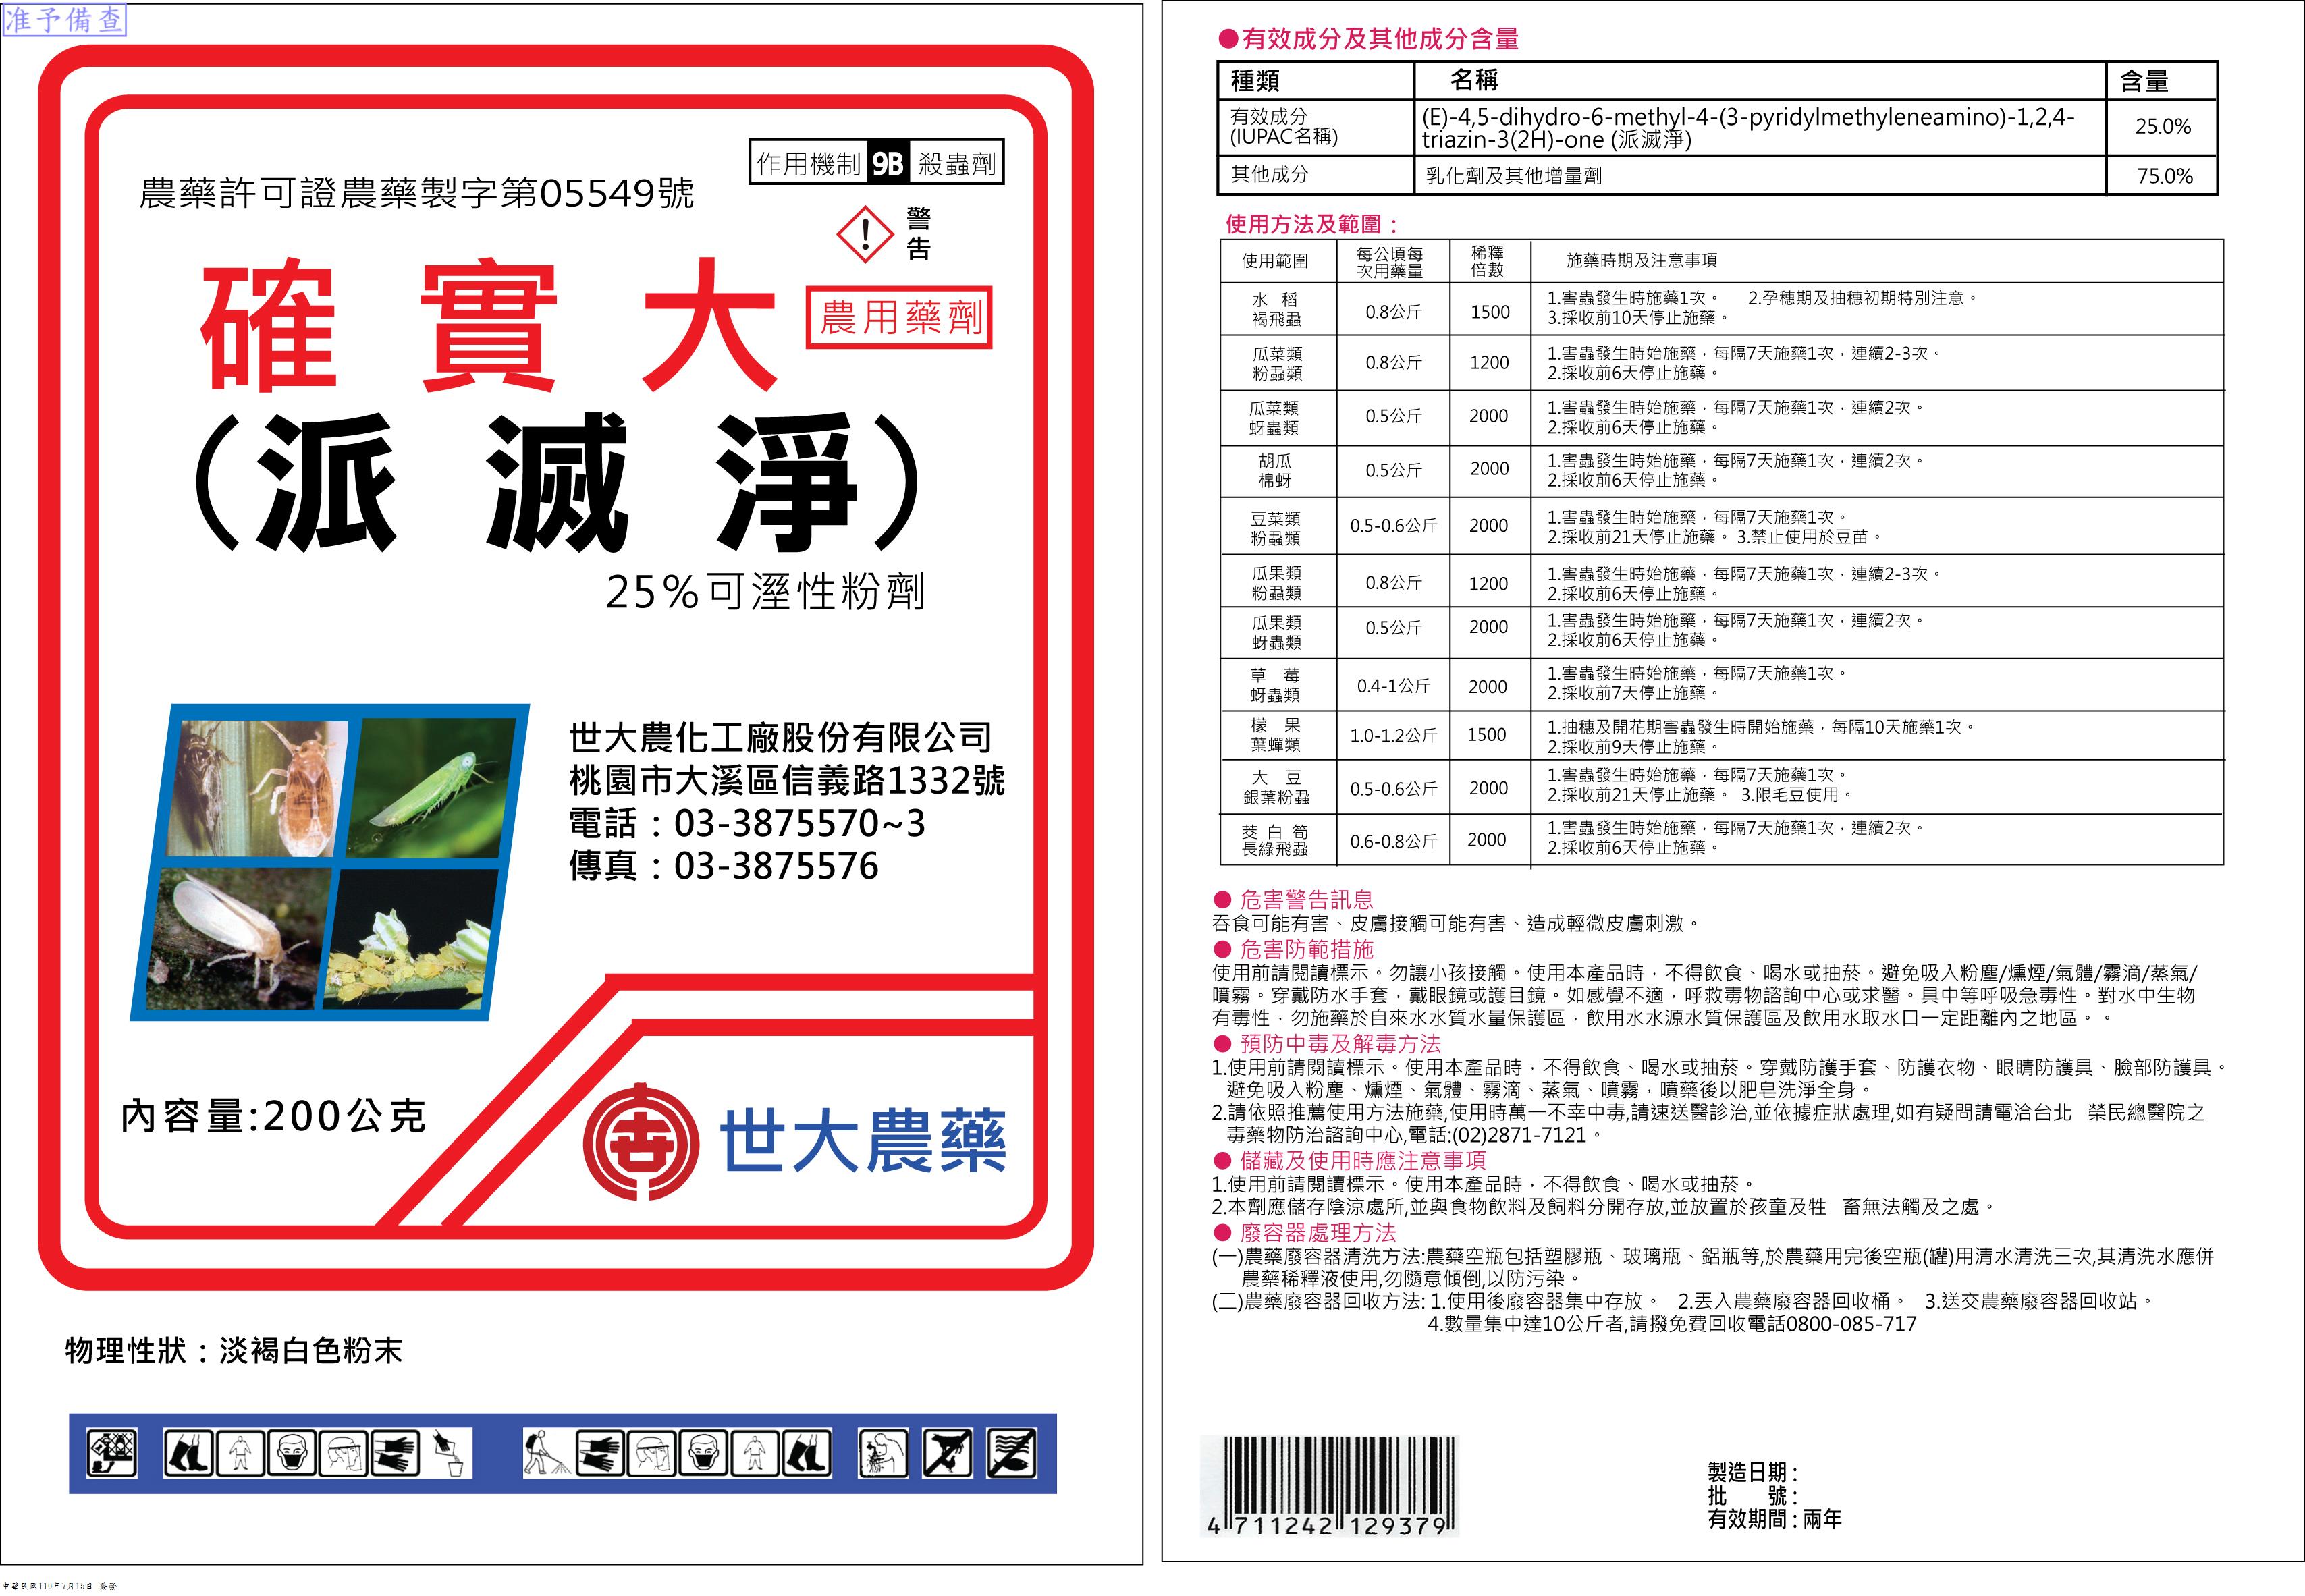 准予備查
作用機制 9B 殺蟲劑
農藥許可證農藥製字第05549號
警
告
確實大
農用藥劑
（派滅淨）
25%可溼性粉劑
世大農化工廠股份有限公司
桃園市大溪區信義路1332號
電話：03-3875570~3
傳真：03-3875576
內容量:200公克
世大農藥
物理性狀：淡褐白色粉末
中華民國110年7月15日 簽發
●有效成分及其他成分含量
種類 名稱 含量
有效成分 (E)-4,5-dihydro-6-methyl-4-(3-pyridylmethyleneamino)-1,2,4-
(IUPAC名稱) triazin-3(2H)-one (派滅淨) 25.0%
其他成分 乳化劑及其他增量劑 75.0%
使用方法及範圍：
使用範圍 每公頃每 稀釋 施藥時期及注意事項
次用藥量 倍數
水稻 0.8公斤 1500 1.害蟲發生時施藥1次。 2.孕穗期及抽穗初期特別注意。
褐飛蝨 3.採收前10天停止施藥。
瓜菜類 0.8公斤 1200 1.害蟲發生時始施藥，每隔7天施藥1次，連續2-3次。
粉蝨類 2.採收前6天停止施藥。
瓜菜類 0.5公斤 2000 1.害蟲發生時始施藥，每隔7天施藥1次，連續2次。
蚜蟲類 2.採收前6天停止施藥。
胡瓜 0.5公斤 2000 1.害蟲發生時始施藥，每隔7天施藥1次，連續2次。
棉蚜 2.採收前6天停止施藥。
豆菜類 0.5-0.6公斤 2000 1.害蟲發生時始施藥，每隔7天施藥1次。
粉蝨類 2.採收前21天停止施藥。 3.禁止使用於豆苗。
瓜果類 0.8公斤 1200 1.害蟲發生時始施藥，每隔7天施藥1次，連續2-3次。
粉蝨類 2.採收前6天停止施藥。
瓜果類 0.5公斤 2000 1.害蟲發生時始施藥，每隔7天施藥1次，連續2次。
蚜蟲類 2.採收前6天停止施藥。
草莓 0.4-1公斤 2000 1.害蟲發生時始施藥，每隔7天施藥1次。
蚜蟲類 2.採收前7天停止施藥。
檬果 1.0-1.2公斤 1500 1.抽穗及開花期害蟲發生時開始施藥，每隔10天施藥1次。
葉蟬類 2.採收前9天停止施藥。
大豆 0.5-0.6公斤 2000 1.害蟲發生時始施藥，每隔7天施藥1次。
銀葉粉蝨 2.採收前21天停止施藥。 3.限毛豆使用。
茭白筍 0.6-0.8公斤 2000 1.害蟲發生時始施藥，每隔7天施藥1次，連續2次。
長綠飛蝨 2.採收前6天停止施藥。
● 危害警告訊息
吞食可能有害、皮膚接觸可能有害、造成輕微皮膚刺激。
● 危害防範措施
使用前請閱讀標示。勿讓小孩接觸。使用本產品時，不得飲食、喝水或抽菸。避免吸入粉塵/燻煙/氣體/霧滴/蒸氣/
噴霧。穿戴防水手套，戴眼鏡或護目鏡。如感覺不適，呼救毒物諮詢中心或求醫。具中等呼吸急毒性。對水中生物
有毒性，勿施藥於自來水水質水量保護區，飲用水水源水質保護區及飲用水取水口一定距離內之地區。。
● 預防中毒及解毒方法
1.使用前請閱讀標示。使用本產品時，不得飲食、喝水或抽菸。穿戴防護手套、防護衣物、眼睛防護具、臉部防護具。
避免吸入粉塵、燻煙、氣體、霧滴、蒸氣、噴霧，噴藥後以肥皂洗淨全身。
2.請依照推薦使用方法施藥,使用時萬一不幸中毒,請速送醫診治,並依據症狀處理,如有疑問請電洽台北 榮民總醫院之
毒藥物防治諮詢中心,電話:(02)2871-7121。
● 儲藏及使用時應注意事項
1.使用前請閱讀標示。使用本產品時，不得飲食、喝水或抽菸。
2.本劑應儲存陰涼處所,並與食物飲料及飼料分開存放,並放置於孩童及牲 畜無法觸及之處。
● 廢容器處理方法
(一)農藥廢容器清洗方法:農藥空瓶包括塑膠瓶、玻璃瓶、鋁瓶等,於農藥用完後空瓶(罐)用清水清洗三次,其清洗水應併
農藥稀釋液使用,勿隨意傾倒,以防污染。
(二)農藥廢容器回收方法: 1.使用後廢容器集中存放。 2.丟入農藥廢容器回收桶。 3.送交農藥廢容器回收站。
4.數量集中達10公斤者,請撥免費回收電話0800-085-717
4 711242 129379
製造日期：
批號：
有效期間：兩年